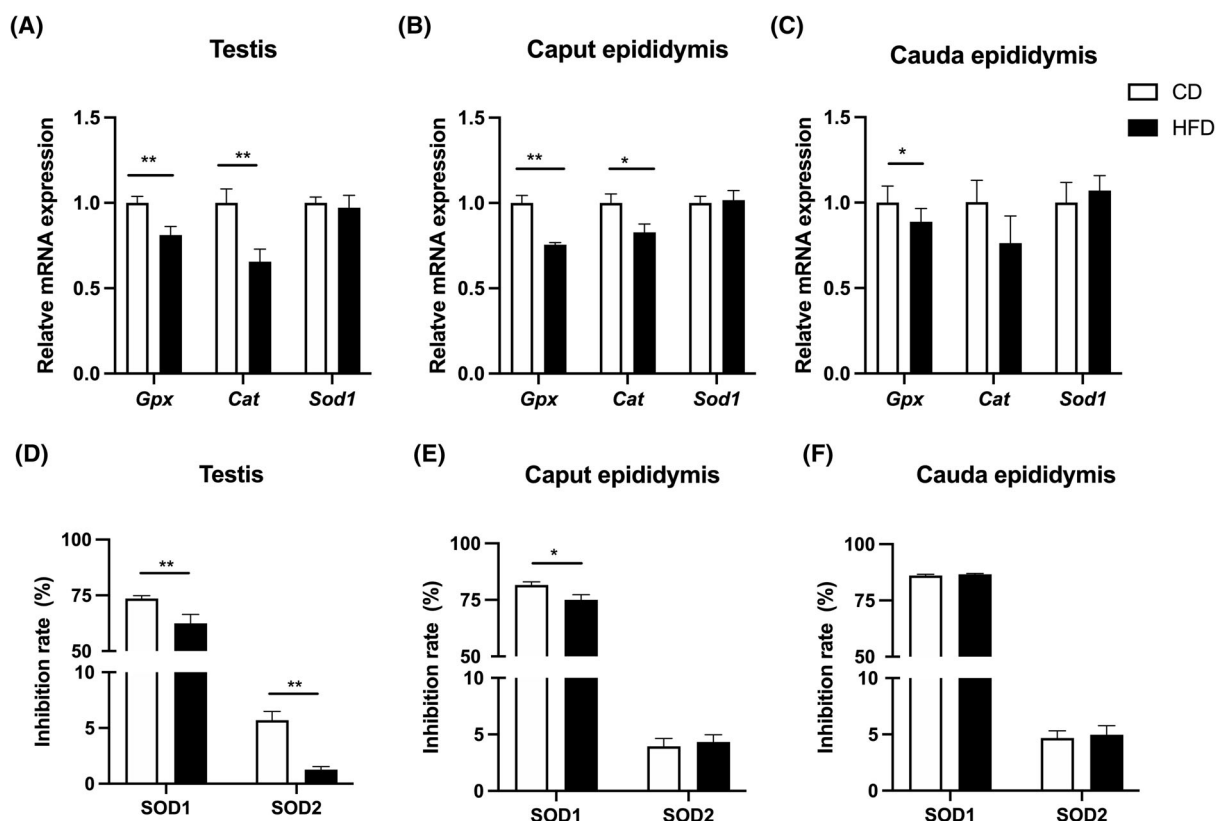 (A)
Testis
Relatve mRNA expression
1.5
1.0
0.5
0.0
** **
Gpx Cat Sod1
(B)
Caput epididymis
Relatve mRNA expression
1.5
1.0
0.5
0.0
** *
Gpx Cat Sod1
(C)
Cauda epididymis
CD
HFD
Relative mRNA expression
1.5
1.0
0.5
0.0
*
Gpx Cat Sod1
(D)
Testis
Inhibition rate (%)
100
75
50
10
5
0
**
**
SOD1 SOD2
(E)
Caput epididymis
Inhibition rate (%)
100
75
50
10
5
0
*
SOD1 SOD2
(F)
Cauda epididymis
Inhibition rate (%)
100
75
50
10
5
0
SOD1 SOD2